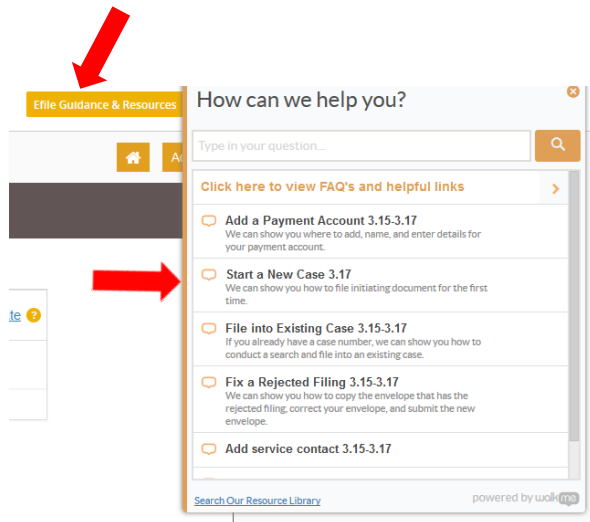 Efile Guidance & Resources
How can we help you?
Type in your question...
Click here to view FAQ's and helpful links
Add a Payment Account 3.15-3.17
We can show you where to add, name, and enter details for
your payment account.
Start a New Case 3.17
We can show you how to file initiating document for the first
time.
File into Existing Case 3.15-3.17
If you already have a case number, we can show you how to
conduct a search and file into an existing case.
Fix a Rejected Filing 3.15-3.17
We can show you how to copy the envelope that has the
rejected filing, correct your envelope, and submit the new
envelope.
Add service contact 3.15-3.17
Search Our Resource Library
powered by walkme